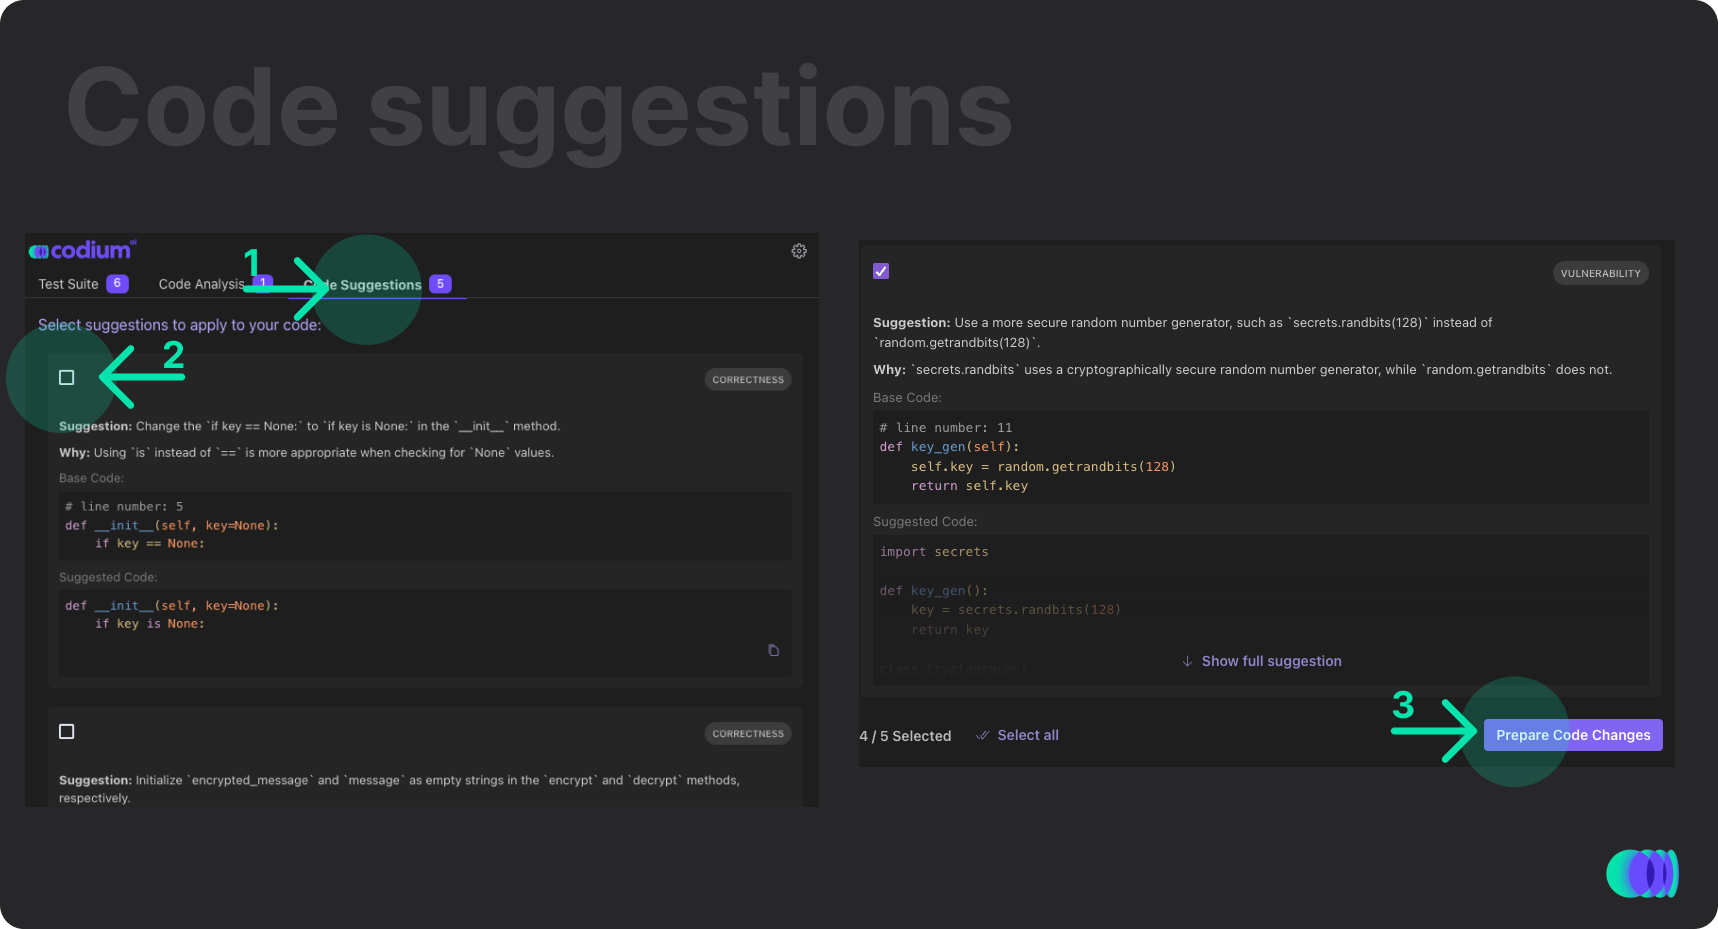 Code suggestions
codium ai
Test Suite 6 Code Analysis 1 Code Suggestions 5
1
Select suggestions to apply to your code:
2
CORRECTNESS
Suggestion: Change the `if key == None:` to `if key is None:` in the `__init__` method.
Why: Using `is` instead of `==` is more appropriate when checking for `None` values.
Base Code:
# line number: 5
def __init__(self, key=None):
    if key == None:
Suggested Code:
def __init__(self, key=None):
    if key is None:
CORRECTNESS
Suggestion: Initialize `encrypted_message` and `message` as empty strings in the `encrypt` and `decrypt` methods,
respectively.
VULNERABILITY
Suggestion: Use a more secure random number generator, such as `secrets.randbits(128)` instead of
`random.getrandbits(128)`.
Why: `secrets.randbits` uses a cryptographically secure random number generator, while `random.getrandbits` does not.
Base Code:
# line number: 11
def key_gen(self):
    self.key = random.getrandbits(128)
    return self.key
Suggested Code:
import secrets
def key_gen():
    key = secrets.randbits(128)
    return key
class Cryptography:
Show full suggestion
3
4 / 5 Selected Select all Prepare Code Changes